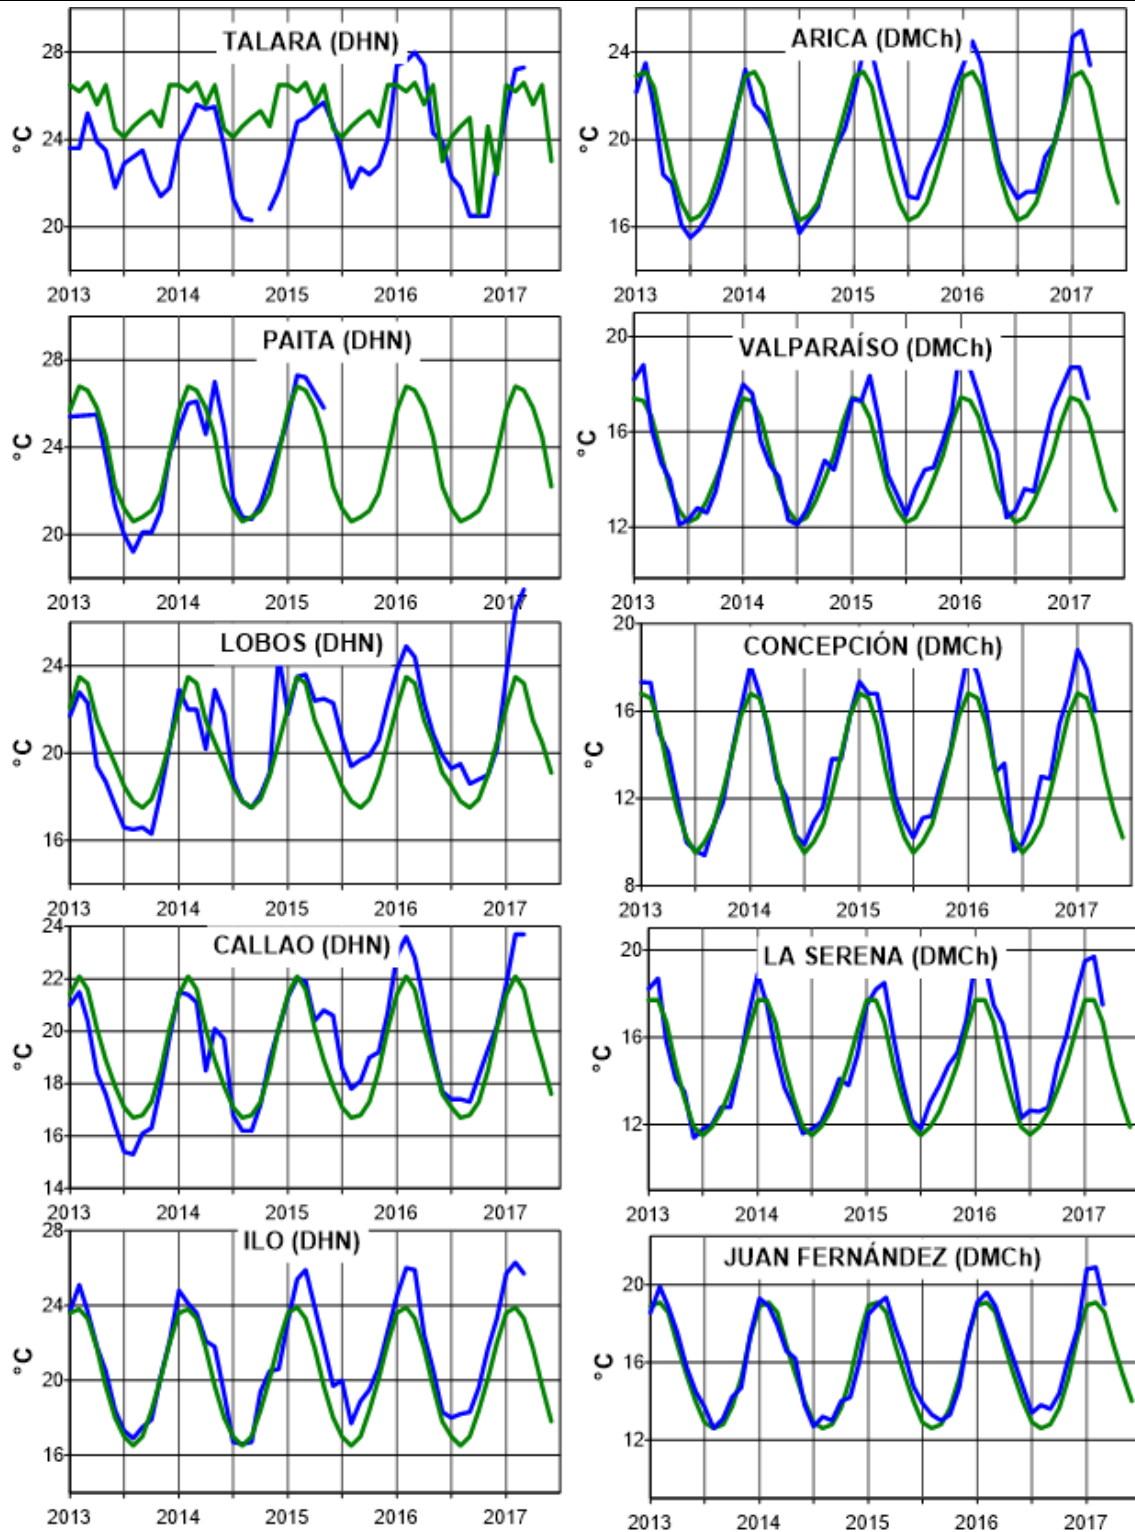 TALARA (DHN)
°C
28
24
20
2013 2014 2015 2016 2017
ARICA (DMCh)
°C
24
20
16
2013 2014 2015 2016 2017
PAITA (DHN)
°C
28
24
20
2013 2014 2015 2016 2017
VALPARAÍSO (DMCh)
°C
20
16
12
2013 2014 2015 2016 2017
LOBOS (DHN)
°C
24
20
16
2013 2014 2015 2016 2017
CONCEPCIÓN (DMCh)
°C
20
16
12
8
2013 2014 2015 2016 2017
CALLAO (DHN)
°C
24
22
20
18
16
14
2013 2014 2015 2016 2017
LA SERENA (DMCh)
°C
20
16
12
2013 2014 2015 2016 2017
ILO (DHN)
°C
28
24
20
16
2013 2014 2015 2016 2017
JUAN FERNÁNDEZ (DMCh)
°C
20
16
12
2013 2014 2015 2016 2017